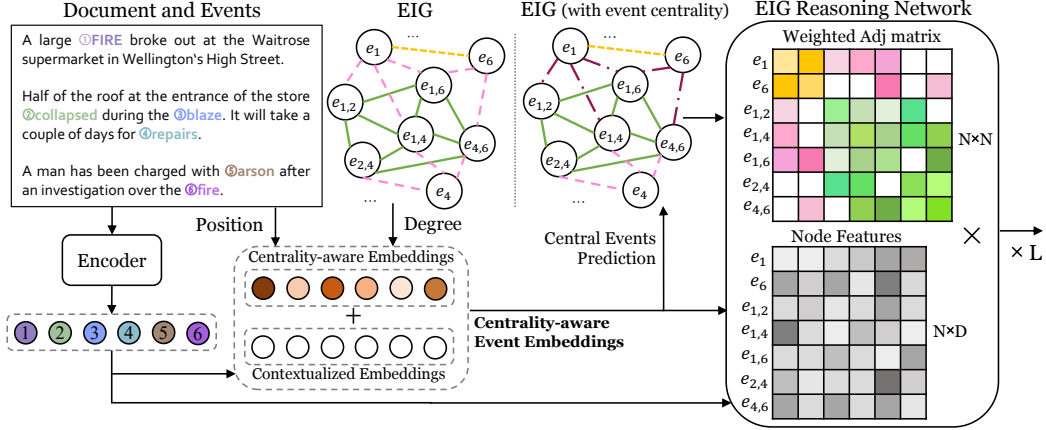 Document and Events
A large ①FIRE broke out at the Waitrose
supermarket in Wellington's High Street.
Half of the roof at the entrance of the store
②collapsed during the ③blaze. It will take a
couple of days for ④repairs.
A man has been charged with ⑤arson after
an investigation over the ⑥fire.
Encoder
1 2 3 4 5 6
Position
Degree
Centrality-aware Embeddings
+
Contextualized Embeddings
EIG
...
e1
e6
e1,2
e1,6
e1,4
e2,4
e4,6
e4
...
EIG (with event centrality)
...
e1
e6
e1,2
e1,6
e1,4
e2,4
e4,6
e4
...
Central Events
Prediction
Centrality-aware
Event Embeddings
EIG Reasoning Network
Weighted Adj matrix
e1
e6
e1,2
e1,4
e1,6
e2,4
e4,6
N×N
×
Node Features
e1
e6
e1,2
e1,4
e1,6
e2,4
e4,6
N×D
× L